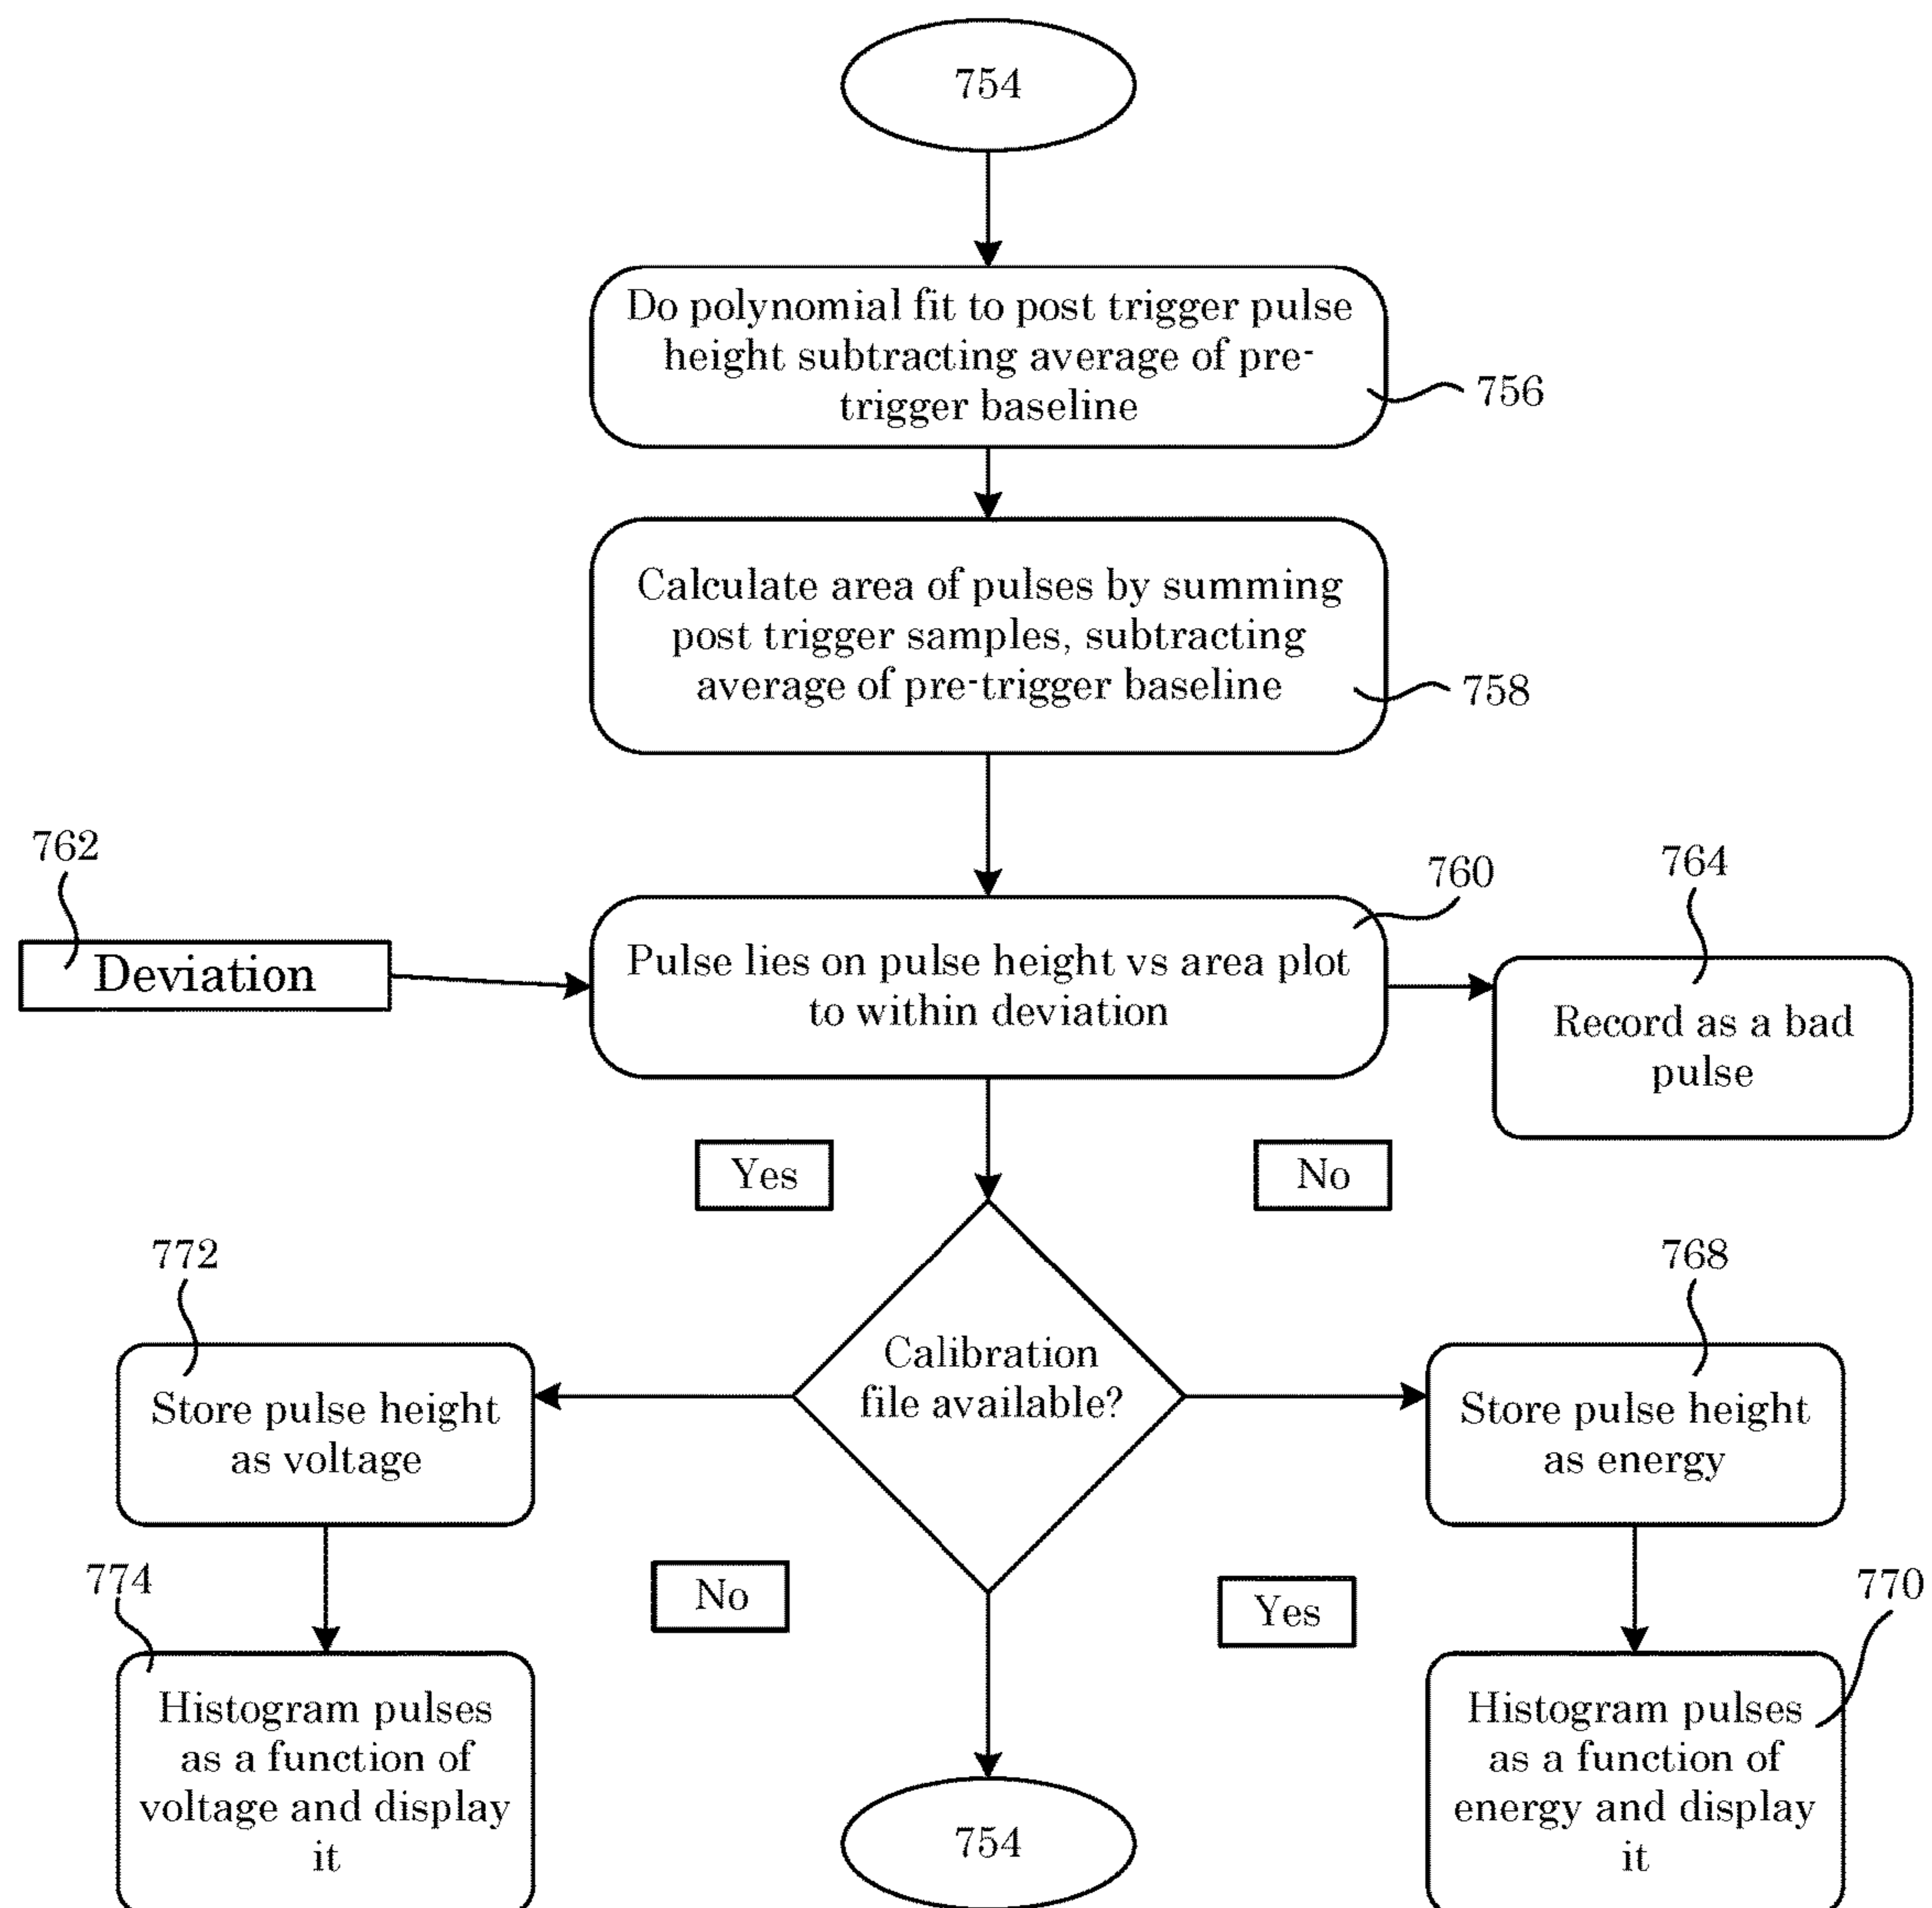 754
Do polynomial fit to post trigger pulse
height subtracting average of pre-
trigger baseline
756
Calculate area of pulses by summing
post trigger samples, subtracting
average of pre-trigger baseline
758
762
Deviation
760
Pulse lies on pulse height vs area plot
to within deviation
764
Record as a bad
pulse
Yes
No
772
Store pulse height
as voltage
Calibration
file available?
768
Store pulse height
as energy
No
Yes
774
Histogram pulses
as a function of
voltage and display
it
754
770
Histogram pulses
as a function of
energy and display
it